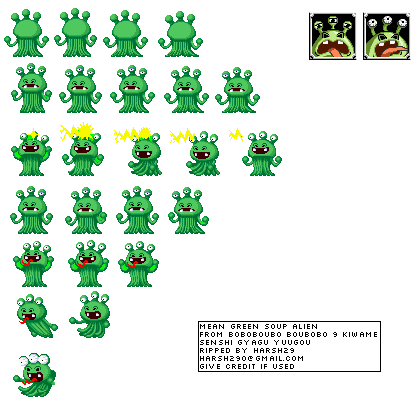 MEAN GREEN SOUP ALIEN
FROM BOBOBOUBO BOUBOBO 9 KIWAME
SENSHI GYAGU YUUGOU
RIPPED BY HARSH29
HARSH290@GMAIL.COM
GIVE CREDIT IF USED